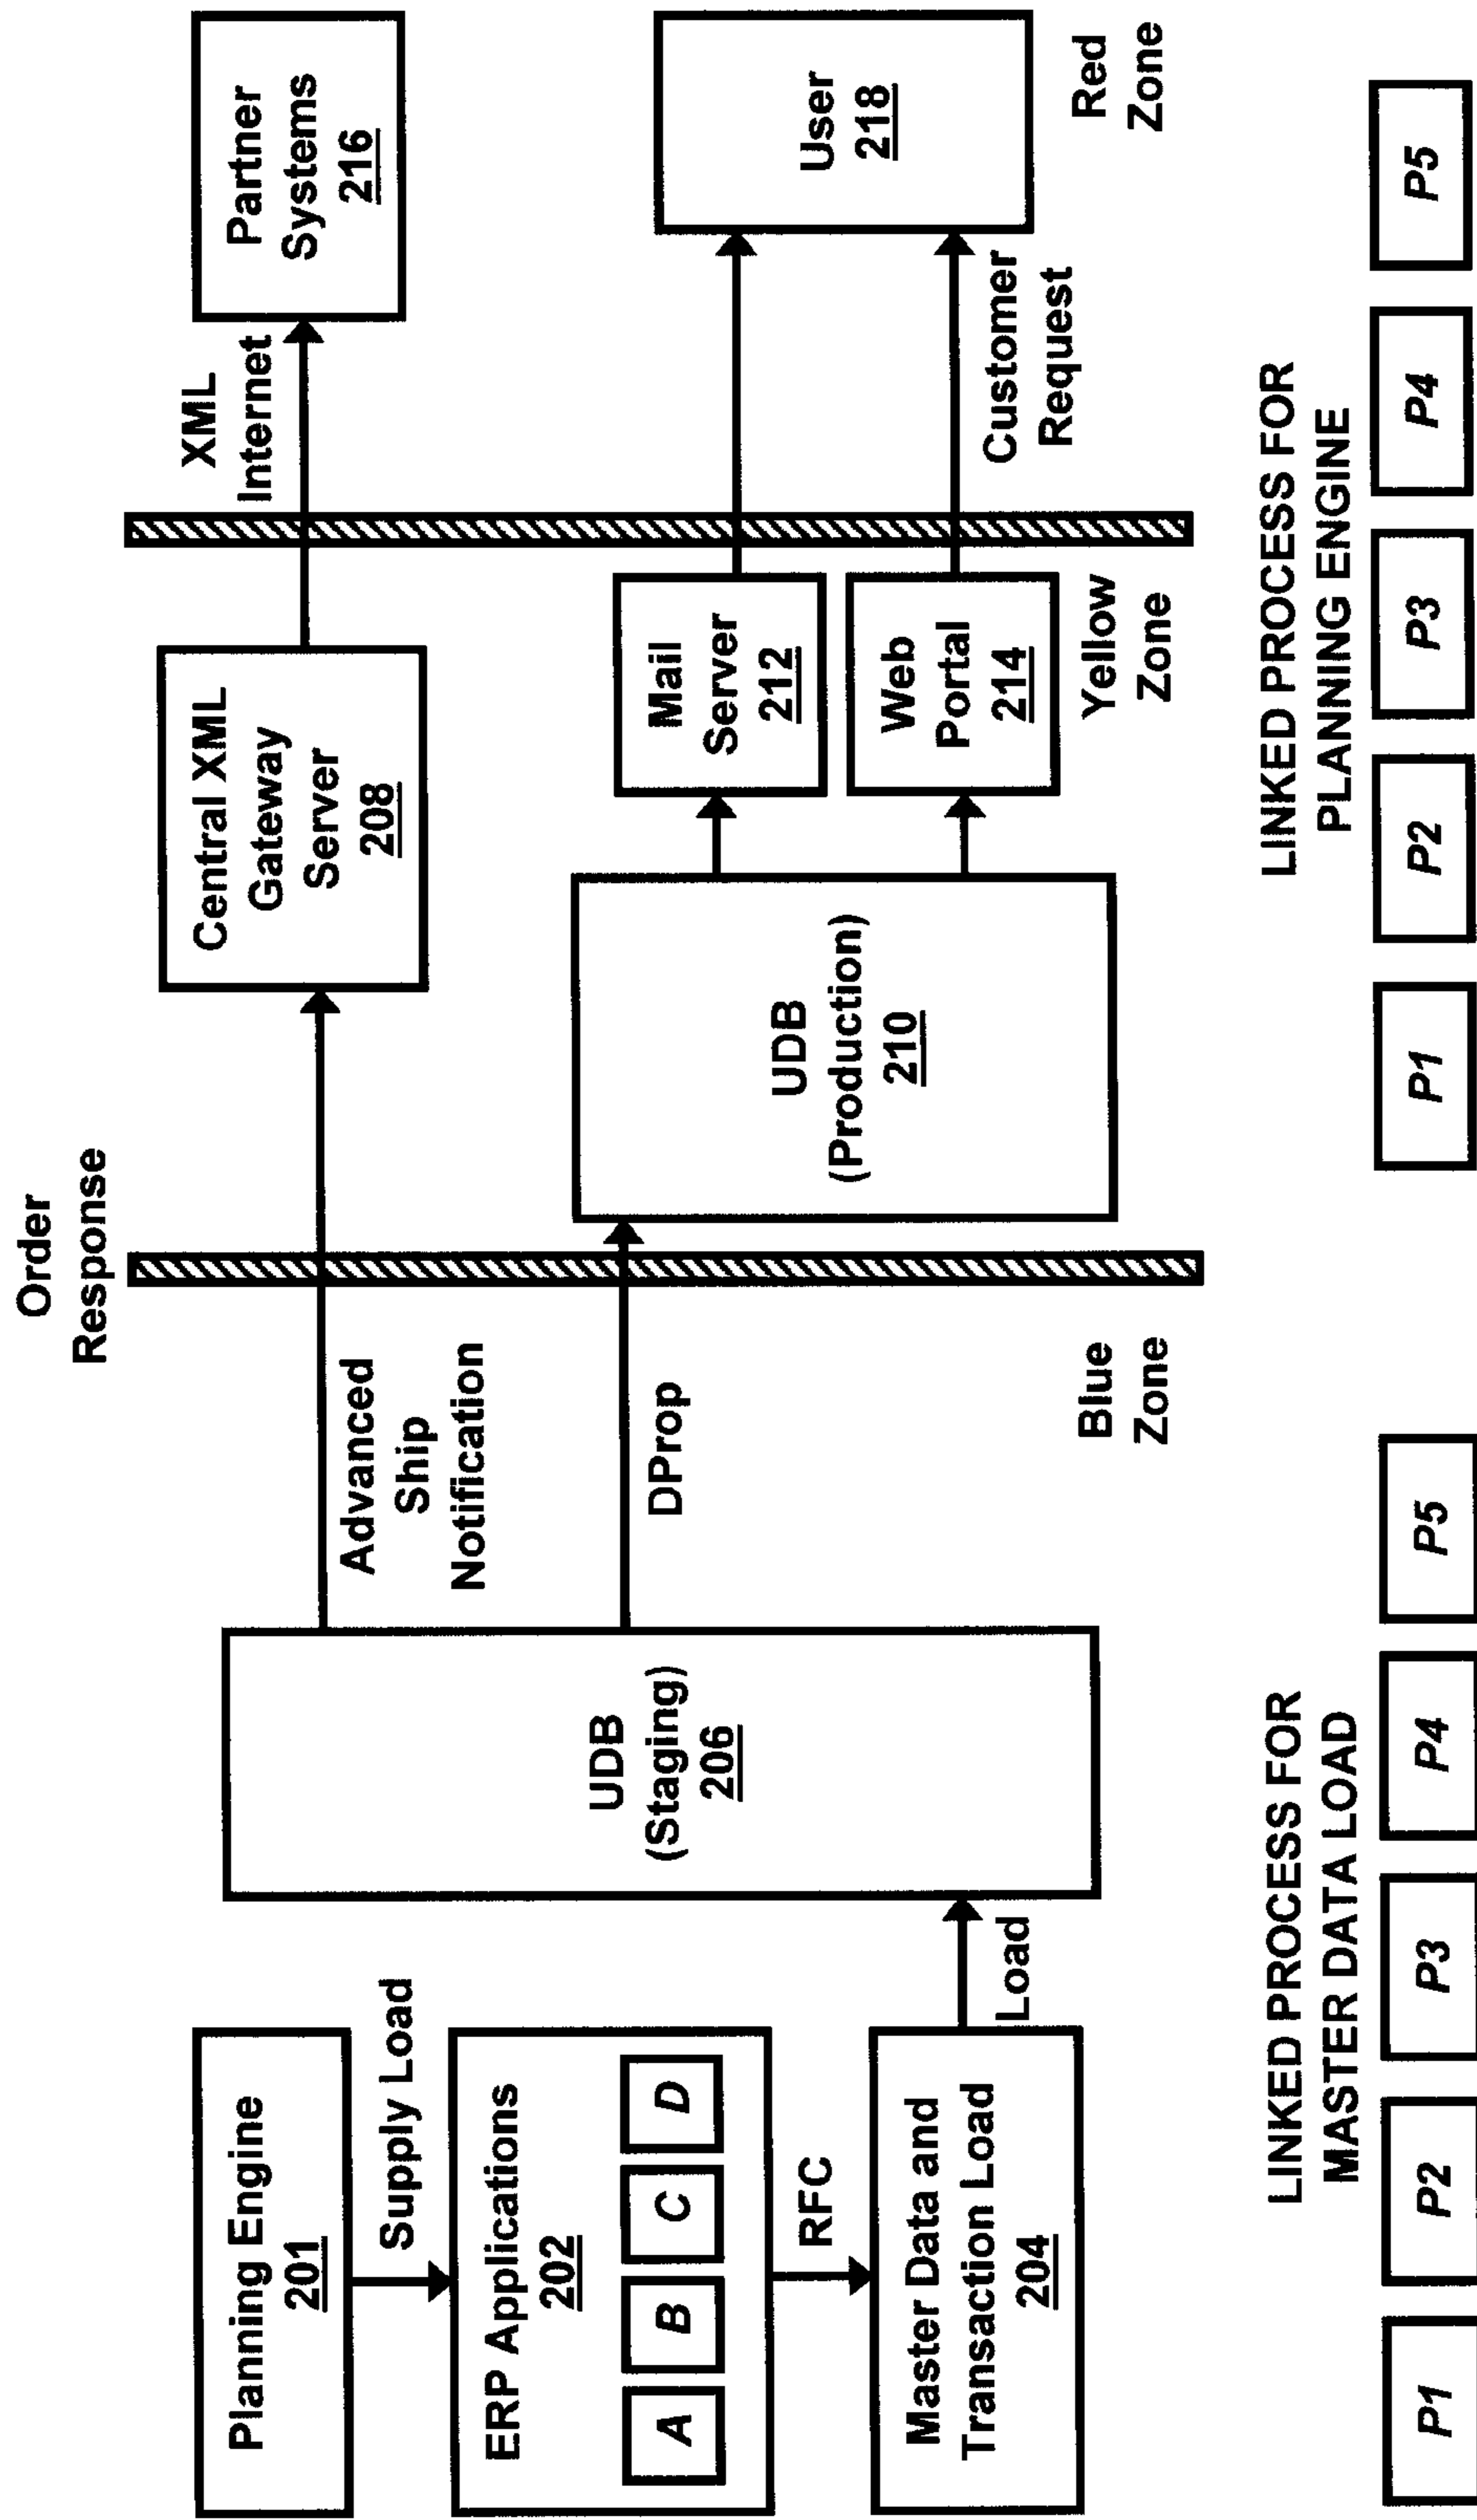 Order
Response
Planning Engine
201
Supply Load
ERP Applications
202
A
B
C
D
RFC
Master Data and
Transaction Load
204
Load
UDB
(Staging)
206
Advanced
Ship
Notification
DProp
Blue
Zone
Central XML
Gateway
Server
208
UDB
(Production)
210
Mail
Server
212
Web
Portal
214
Yellow
Zone
XML
Internet
Partner
Systems
216
User
218
Customer
Request
Red
Zone
LINKED PROCESS FOR
MASTER DATA LOAD
P1
P2
P3
P4
P5
LINKED PROCESS FOR
PLANNING ENGINE
P1
P2
P3
P4
P5